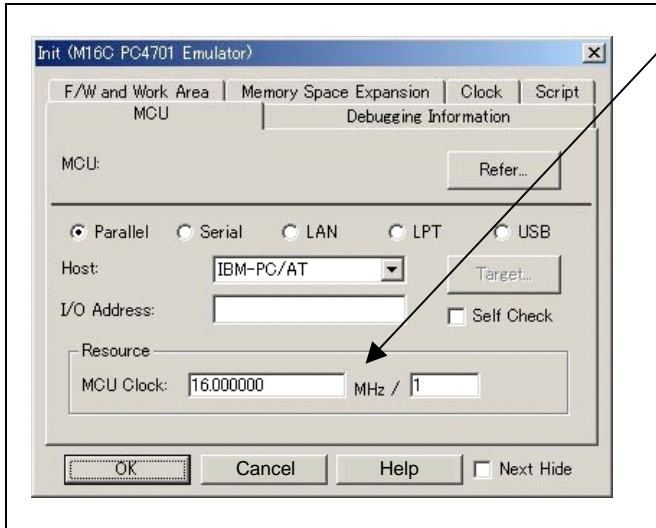 Init (M16C PC4701 Emulator)
F/W and Work Area Memory Space Expansion Clock Script
MCU Debugging Information
MCU: Refer...
Parallel Serial LAN LPT USB
Host: IBM-PC/AT Target...
I/O Address: Self Check
Resource
MCU Clock: 16.000000 MHz / 1
OK Cancel Help Next Hide